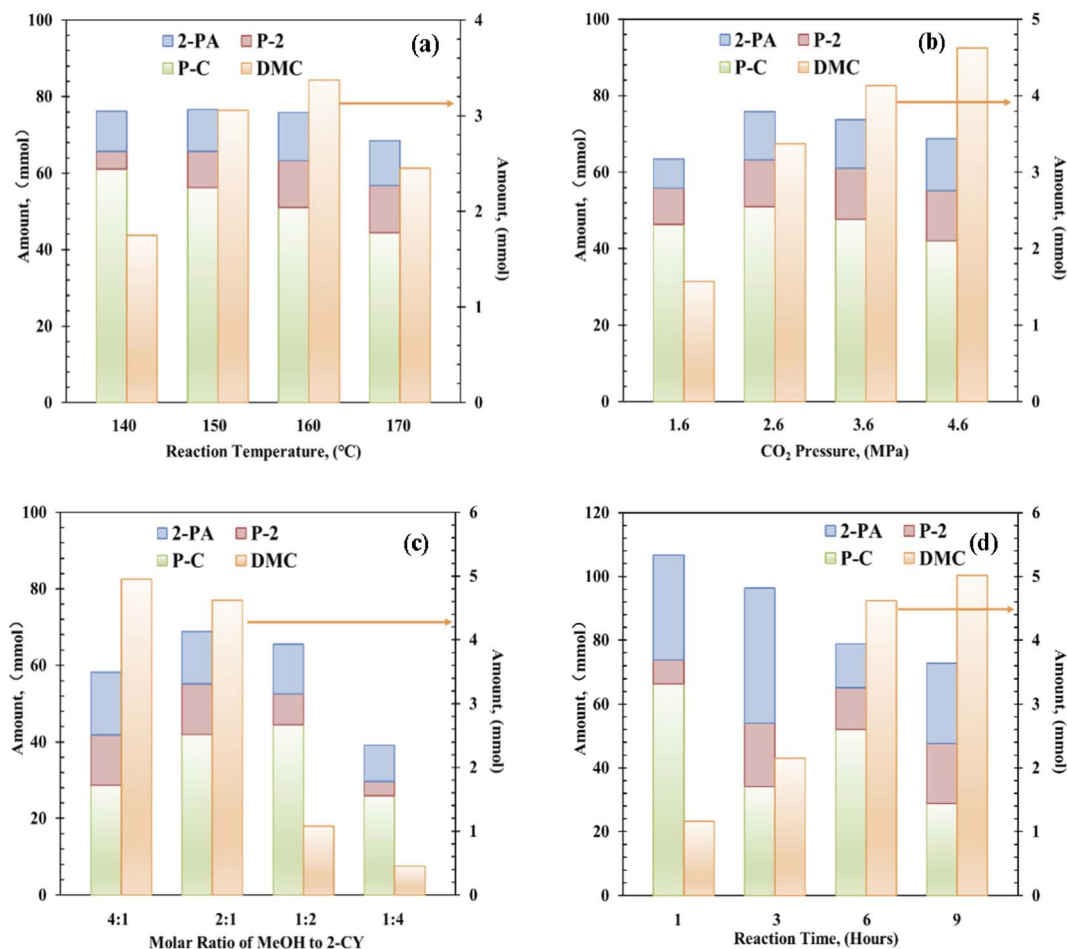 (a)
2-PA P-2
P-C DMC
100
80
60
40
20
0
Amount, (mmol)
4
3
2
1
0
Amount, (mmol)
140 150 160 170
Reaction Temperature, (°C)
(b)
2-PA P-2
P-C DMC
100
80
60
40
20
0
Amount, (mmol)
5
4
3
2
1
0
Amount, (mmol)
1.6 2.6 3.6 4.6
CO₂ Pressure, (MPa)
(c)
2-PA P-2
P-C DMC
100
80
60
40
20
0
Amount, (mmol)
6
5
4
3
2
1
0
Amount, (mmol)
4:1 2:1 1:2 1:4
Molar Ratio of MeOH to 2-CY
(d)
2-PA P-2
P-C DMC
120
100
80
60
40
20
0
Amount, (mmol)
6
5
4
3
2
1
0
Amount, (mmol)
1 3 6 9
Reaction Time, (Hours)